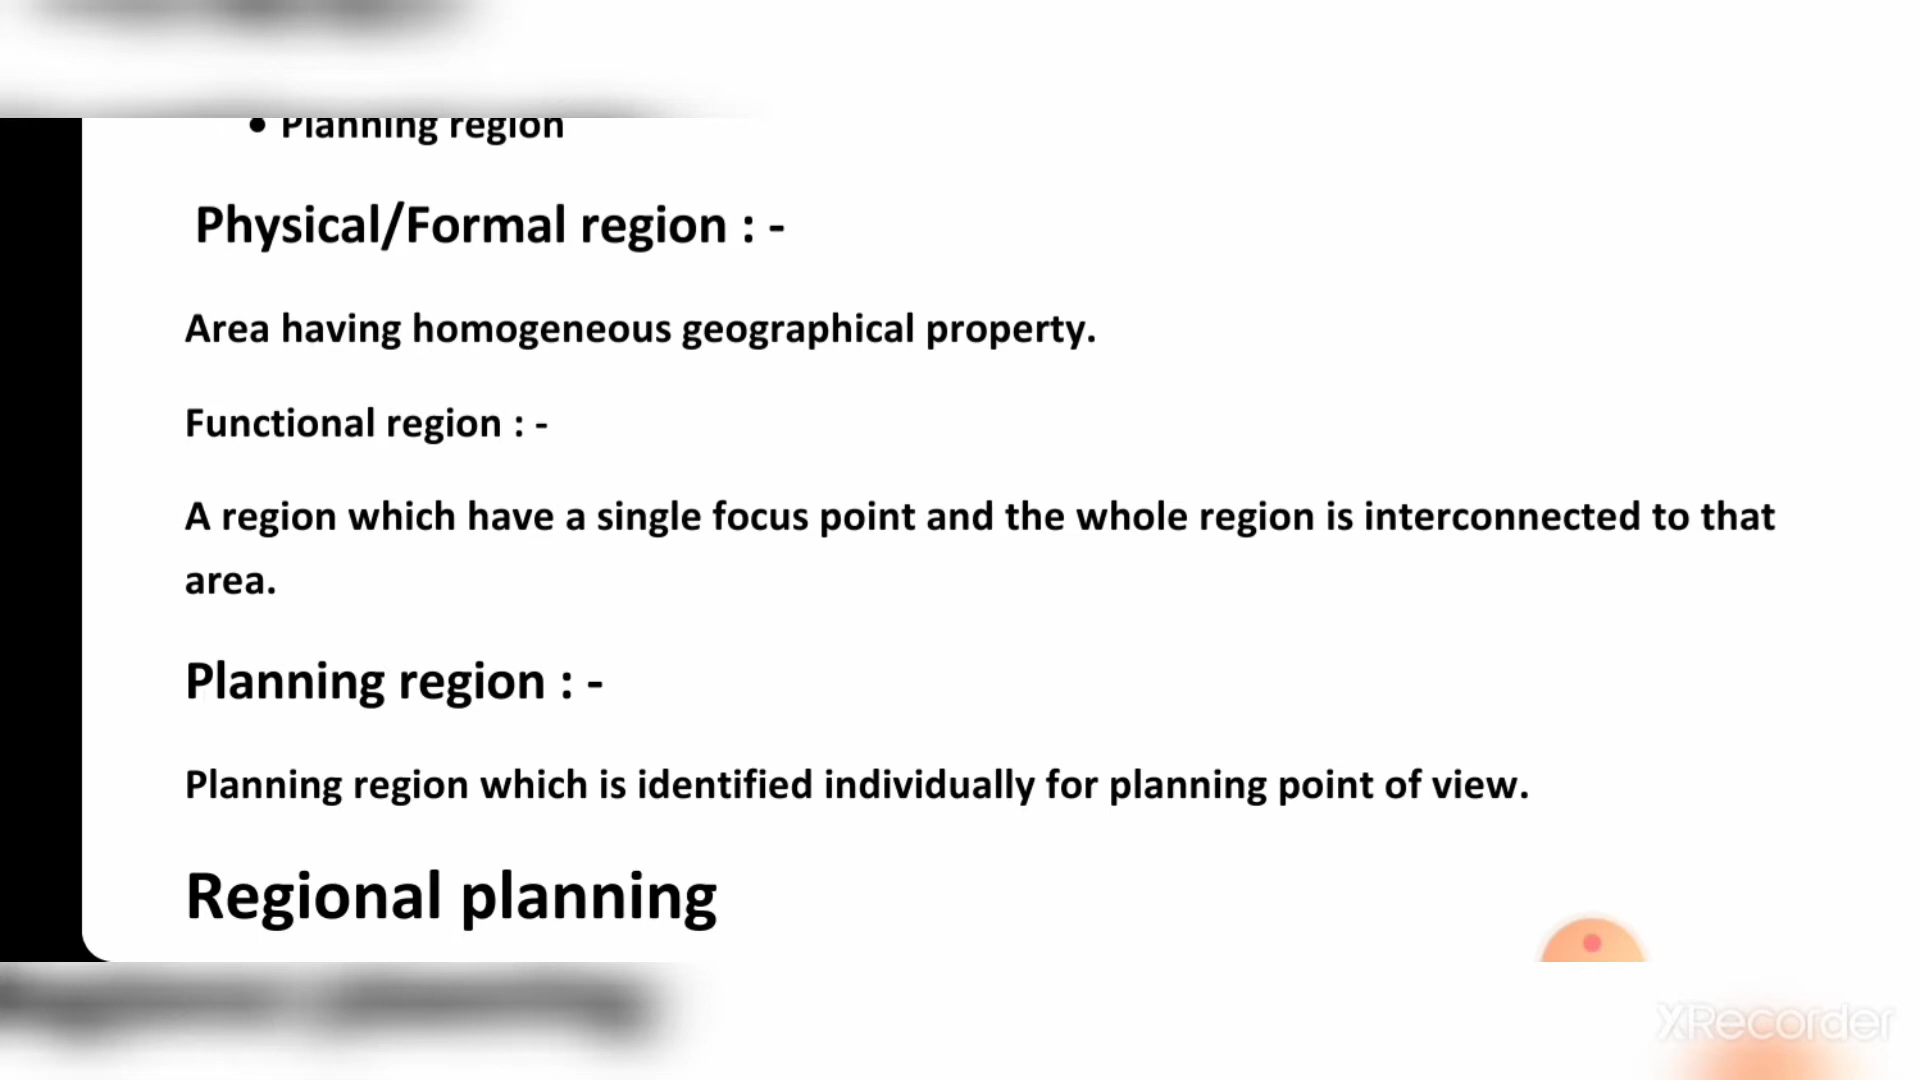 • Planning region
Physical/Formal region : -
Area having homogeneous geographical property.
Functional region : -
A region which have a single focus point and the whole region is interconnected to that
area.
Planning region : -
Planning region which is identified individually for planning point of view.
Regional planning
XRecorder